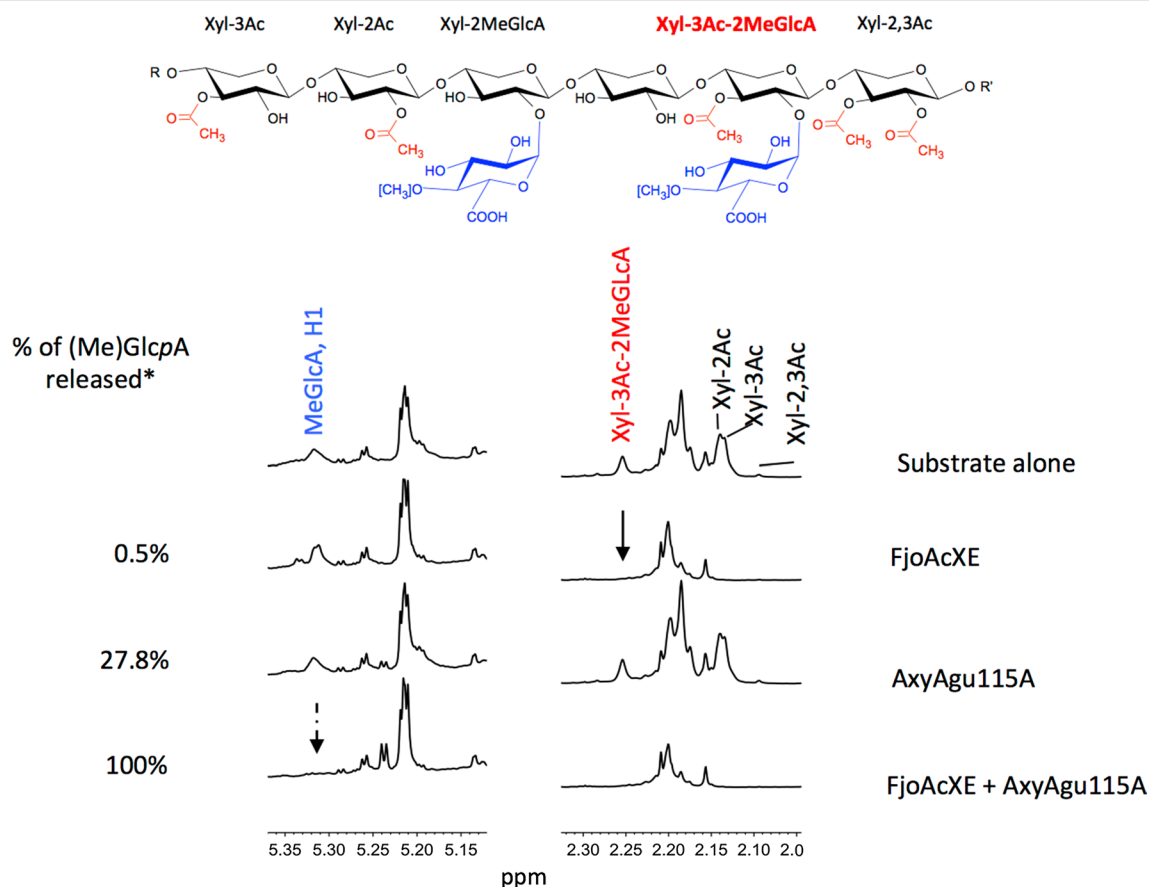 Xyl-3Ac Xyl-2Ac Xyl-2MeGlcA Xyl-3Ac-2MeGlcA Xyl-2,3Ac
R O O O O O O O O O O O O O R'
O HO HO HO O O
O OH O O OH O O O O O
CH3 CH3 CH3 CH3 CH3
OH OH
HO HO
[CH3]O O [CH3]O O
COOH COOH
% of (Me)GlcpA
released*
MeGlcA, H1
Xyl-3Ac-2MeGLcA
Xyl-2Ac
Xyl-3Ac
Xyl-2,3Ac
Substrate alone
0.5% FjoAcXE
27.8% AxyAgu115A
100% FjoAcXE + AxyAgu115A
5.35 5.30 5.25 5.20 5.15 2.30 2.25 2.20 2.15 2.10 2.0
ppm